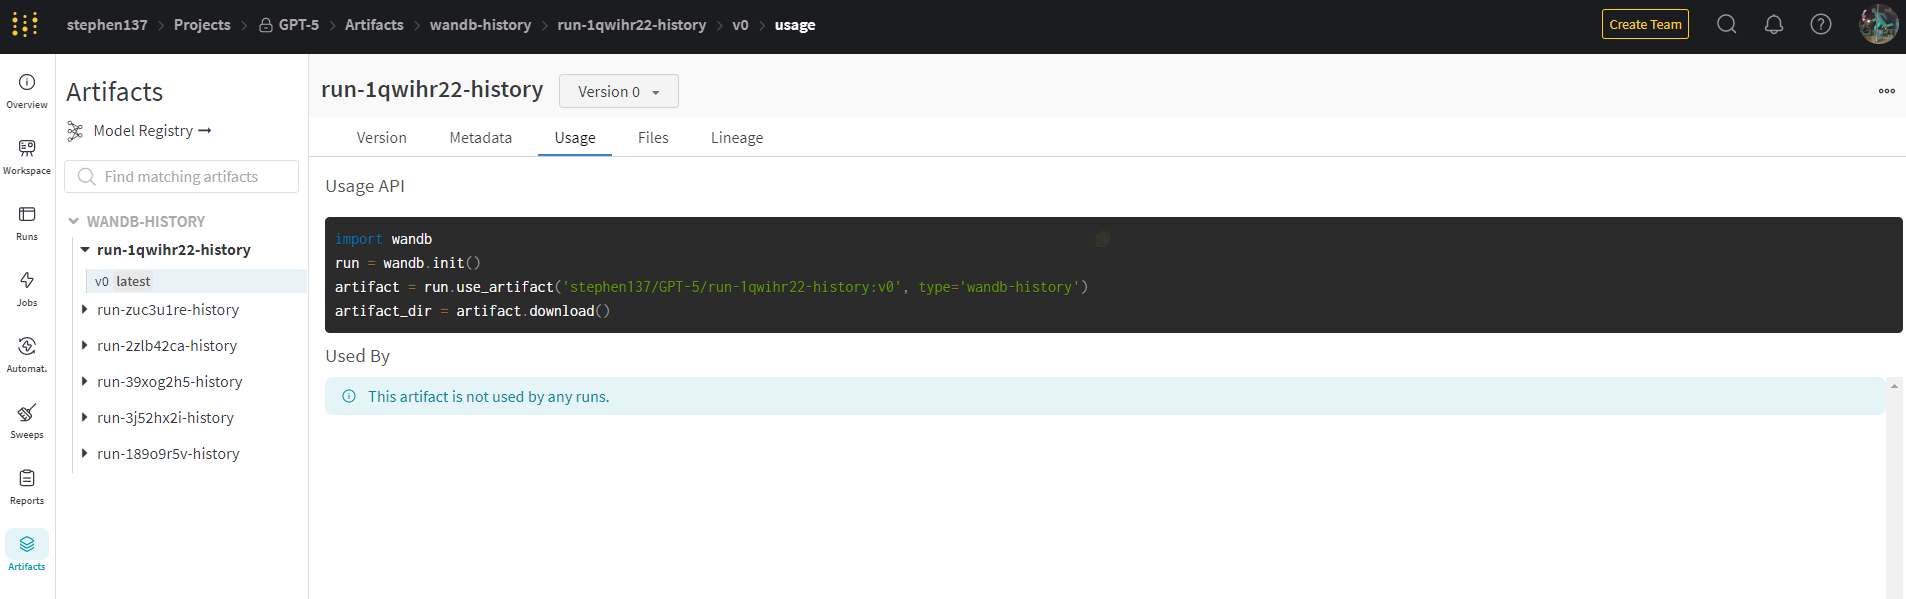 stephen137 > Projects > GPT-5 > Artifacts > wandb-history > run-1qwihr22-history > v0 > usage
Create Team
Overview
Workspace
Runs
Jobs
Automat.
Sweeps
Reports
Artifacts
Artifacts
Model Registry →
Find matching artifacts
WANDB-HISTORY
run-1qwihr22-history
v0 latest
run-zuc3u1re-history
run-2zlb42ca-history
run-39xog2h5-history
run-3j52hx2i-history
run-189o9r5v-history
run-1qwihr22-history
Version 0
Version Metadata Usage Files Lineage
Usage API
import wandb
run = wandb.init()
artifact = run.use_artifact('stephen137/GPT-5/run-1qwihr22-history:v0', type='wandb-history')
artifact_dir = artifact.download()
Used By
This artifact is not used by any runs.